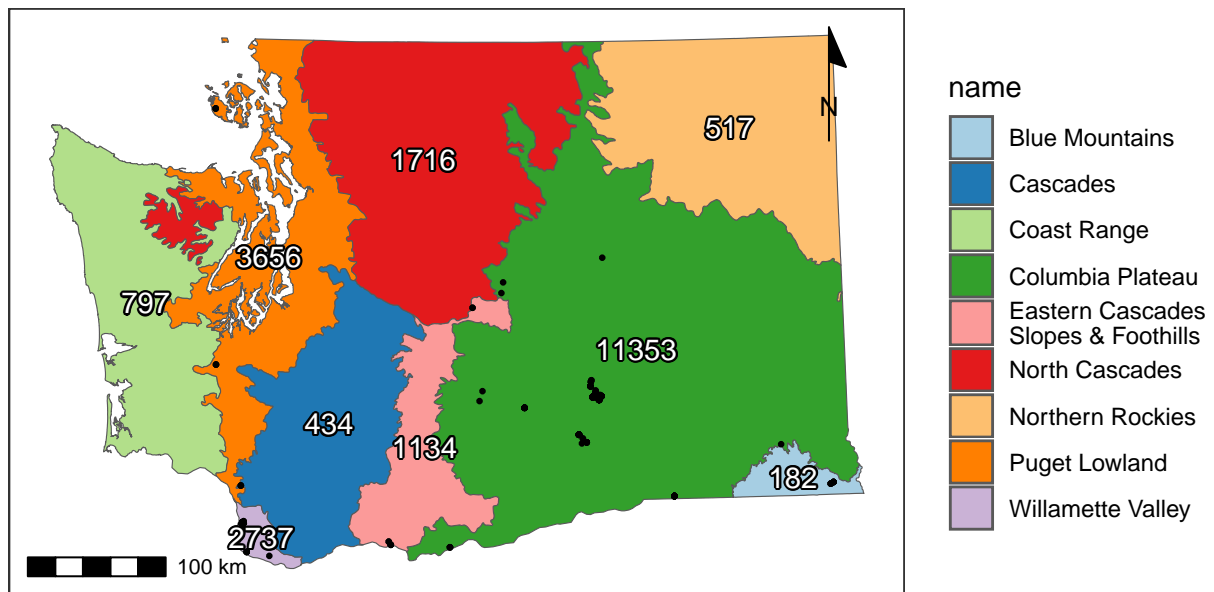 N
517
1716
3656
797
11353
434
1134
182
2737
100 km
name
Blue Mountains
Cascades
Coast Range
Columbia Plateau
Eastern Cascades
Slopes & Foothills
North Cascades
Northern Rockies
Puget Lowland
Willamette Valley